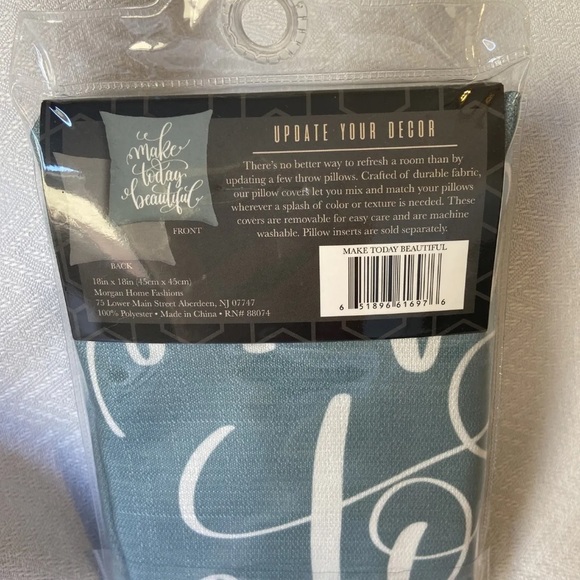 make
today
beautiful
FRONT
BACK
UPDATE YOUR DECOR
There's no better way to refresh a room than by
updating a few throw pillows. Crafted of durable fabric,
our pillow covers let you mix and match your pillows
wherever a splash of color or texture is needed. These
covers are removable for easy care and are machine
washable. Pillow inserts are sold separately.
18in x 18in (45cm x 45cm)
Morgan Home Fashions
75 Lower Main Street Aberdeen, NJ 07747
100% Polyester • Made in China • RN# 88074
MAKE TODAY BEAUTIFUL
6 51896 61697 6